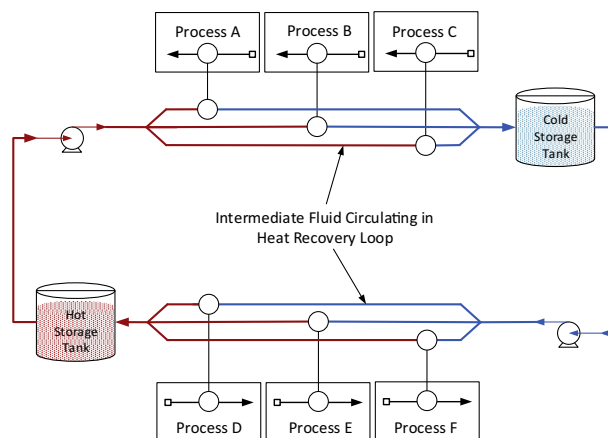 Process A
Process B
Process C
Cold
Storage
Tank
Intermediate Fluid Circulating in
Heat Recovery Loop
Hot
Storage
Tank
Process D
Process E
Process F